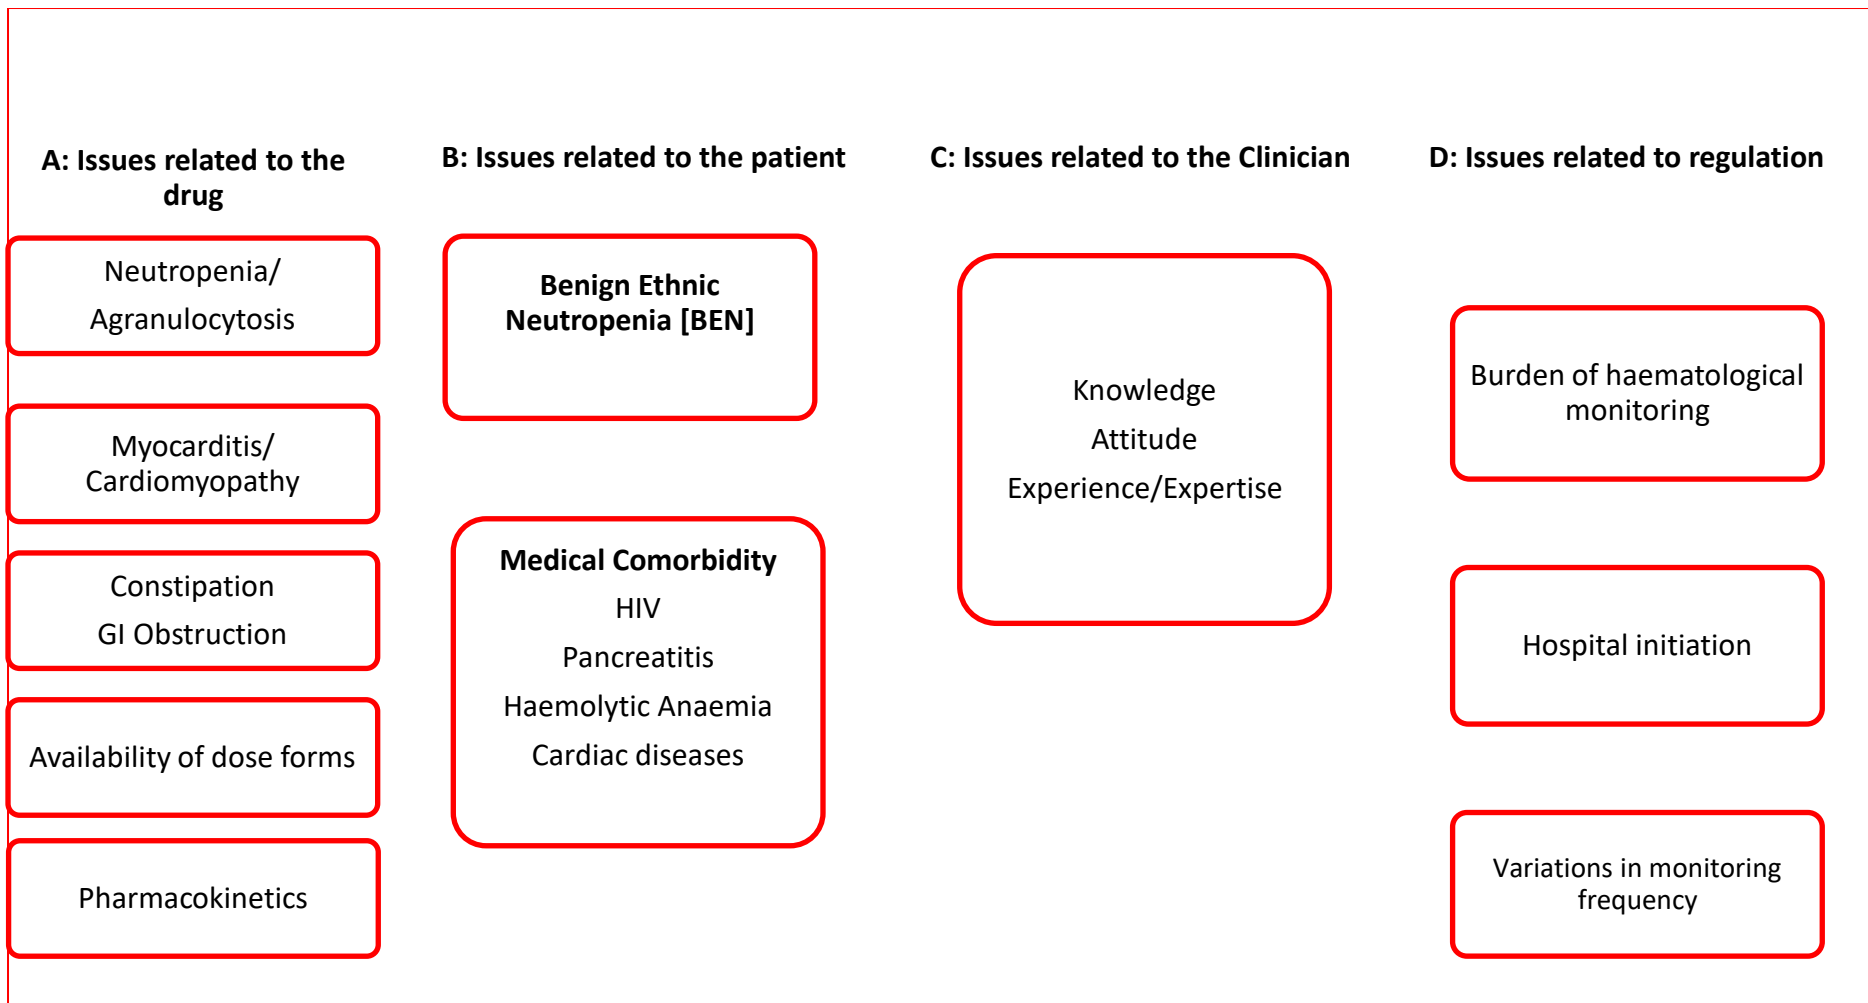 A: Issues related to the
drug
Neutropenia/
Agranulocytosis
Myocarditis/
Cardiomyopathy
Constipation
GI Obstruction
Availability of dose forms
Pharmacokinetics
B: Issues related to the patient
Benign Ethnic
Neutropenia [BEN]
Medical Comorbidity
HIV
Pancreatitis
Haemolytic Anaemia
Cardiac diseases
C: Issues related to the Clinician
Knowledge
Attitude
Experience/Expertise
D: Issues related to regulation
Burden of haematological
monitoring
Hospital initiation
Variations in monitoring
frequency